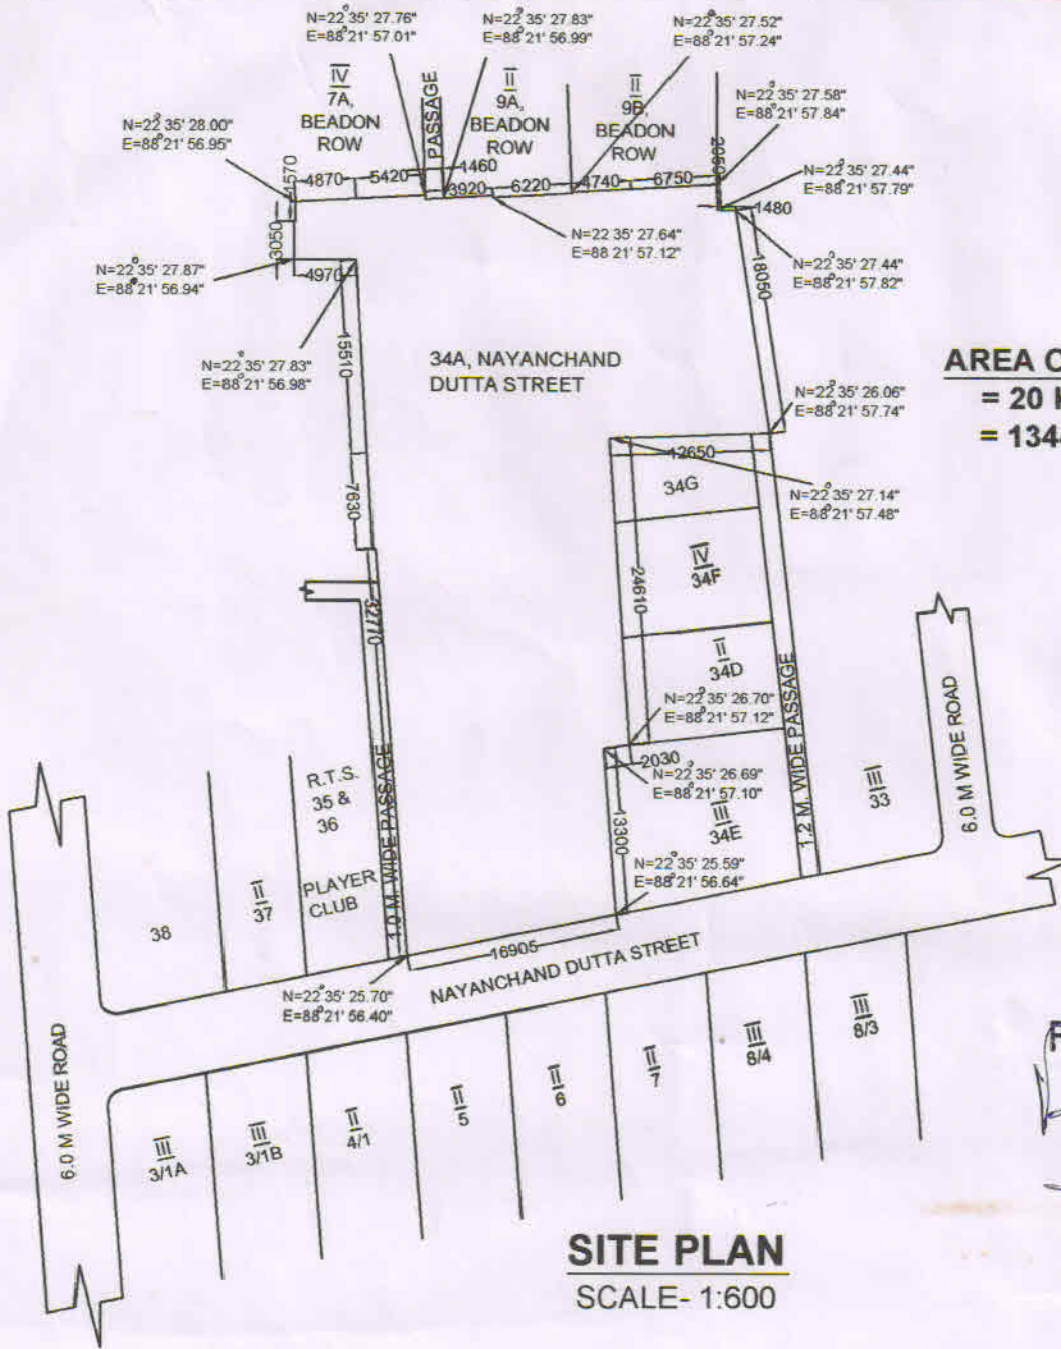 N=22° 35' 27.76"
E=88° 21' 57.01"
N=22° 35' 27.83"
E=88° 21' 56.99"
N=22° 35' 27.52"
E=88° 21' 57.24"
IV
7A,
BEADON
ROW
PASSAGE
II
9A,
BEADON
ROW
II
9B,
BEADON
ROW
N=22° 35' 27.58"
E=88° 21' 57.84"
N=22° 35' 28.00"
E=88° 21' 56.95"
1570
4870
5420
1460
3920
6220
4740
6750
2050
N=22° 35' 27.44"
E=88° 21' 57.79"
1480
3050
N=22° 35' 27.64"
E=88° 21' 57.12"
N=22° 35' 27.87"
E=88° 21' 56.94"
4970
18050
N=22° 35' 27.44"
E=88° 21' 57.82"
15510
N=22° 35' 27.83"
E=88° 21' 56.98"
34A, NAYANCHAND
DUTTA STREET
AREA
= 20
= 134
N=22° 35' 26.06"
E=88° 21' 57.74"
12650
34G
7630
N=22° 35' 27.14"
E=88° 21' 57.48"
IV
34F
24610
32770
II
34D
N=22° 35' 26.70"
E=88° 21' 57.12"
1.2 M. WIDE PASSAGE
6.0 M WIDE ROAD
2030
N=22° 35' 26.69"
E=88° 21' 57.10"
III
34E
13300
III
33
R.T.S.
35 &
36
PLAYER
CLUB
1.0 M. WIDE PASSAGE
II
37
38
N=22° 35' 25.59"
E=88° 21' 56.64"
16905
NAYANCHAND DUTTA STREET
N=22° 35' 25.70"
E=88° 21' 56.40"
6.0 M WIDE ROAD
III
3/1A
III
3/1B
II
4/1
II
5
II
6
II
7
III
8/4
III
8/3
SITE PLAN
SCALE- 1:600